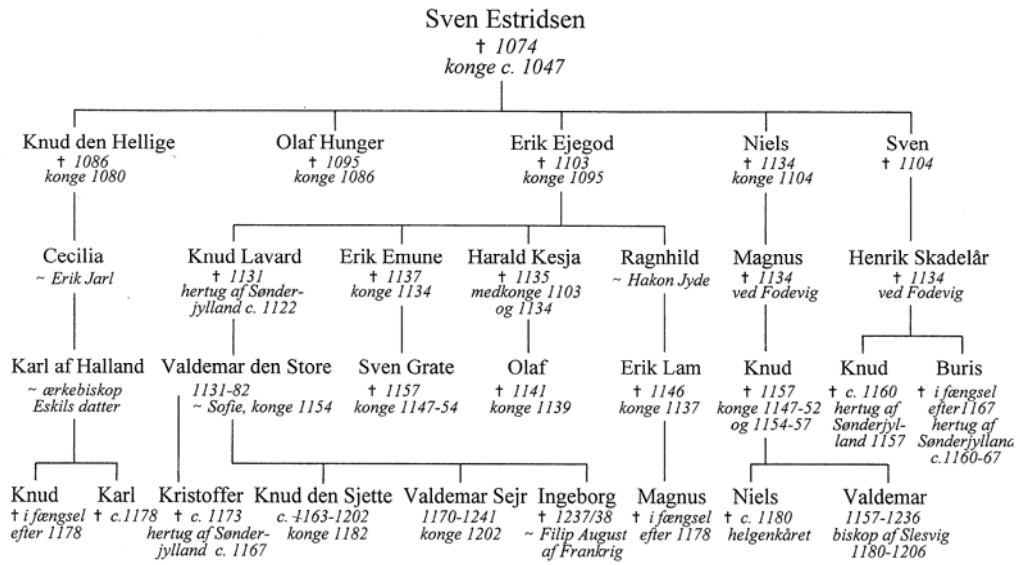 Sven Estridsen
† 1074
konge c. 1047
Knud den Hellige
† 1086
konge 1080
Olaf Hunger
† 1095
konge 1086
Erik Ejegod
† 1103
konge 1095
Niels
† 1134
konge 1104
Sven
† 1104
Cecilia
~ Erik Jarl
Knud Lavard
† 1131
hertug af Sønder-
jylland c. 1122
Erik Emune
† 1137
konge 1134
Harald Kesja
† 1135
medkonge 1103
og 1134
Ragnhild
~ Hakon Jyde
Magnus
† 1134
ved Fodevig
Henrik Skadelår
† 1134
ved Fodevig
Karl af Halland
~ ærkebiskop
Eskils datter
Valdemar den Store
1131-82
~ Sofie, konge 1154
Sven Grate
† 1157
konge 1147-54
Olaf
† 1141
konge 1139
Erik Lam
† 1146
konge 1137
Knud
† 1157
konge 1147-52
og 1154-57
Knud
† c. 1160
hertug af
Sønderjyl-
land 1157
Buris
† i fængsel
efter1167
hertug af
Sønderjylland
c.1160-67
Knud
† i fængsel
efter 1178
Karl
† c.1178
Kristoffer
† c. 1173
hertug af Sønder-
jylland c. 1167
Knud den Sjette
c. 1163-1202
konge 1182
Valdemar Sejr
1170-1241
konge 1202
Ingeborg
† 1237/38
~ Filip August
af Frankrig
Magnus
† i fængsel
efter 1178
Niels
† c. 1180
helgenkåret
Valdemar
1157-1236
biskop af Slesvig
1180-1206